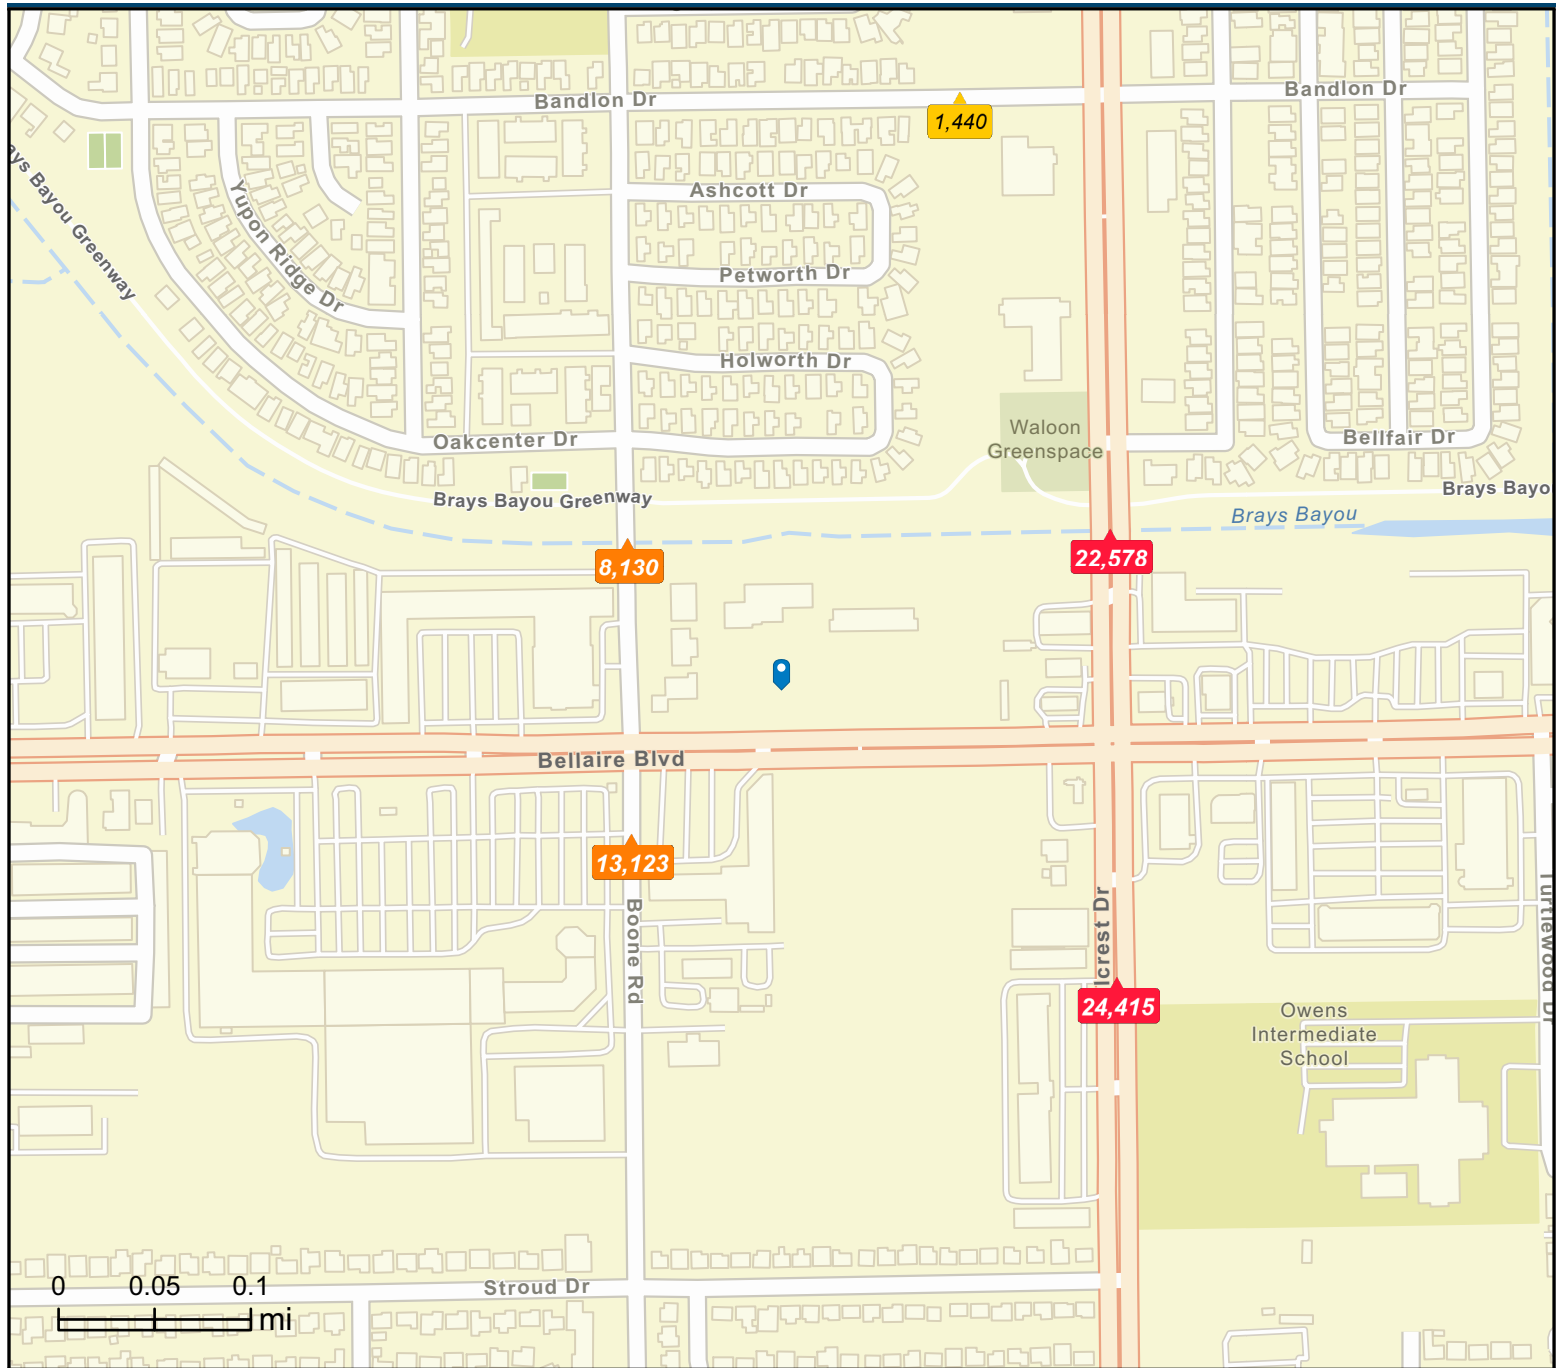 Bandlon Dr
Bandlon Dr
1,440
ays Bayou Greenway
Ashcott Dr
Yupon Ridge Dr
Petworth Dr
Holworth Dr
Waloon
Greenspace
Oakcenter Dr
Bellfair Dr
Brays Bayou Greenway
Brays Bayo
Brays Bayou
8,130
22,578
Bellaire Blvd
13,123
Boone Rd
lcrest Dr
Turtlewood Dr
24,415
Owens
Intermediate
School
Stroud Dr
0 0.05 0.1
mi